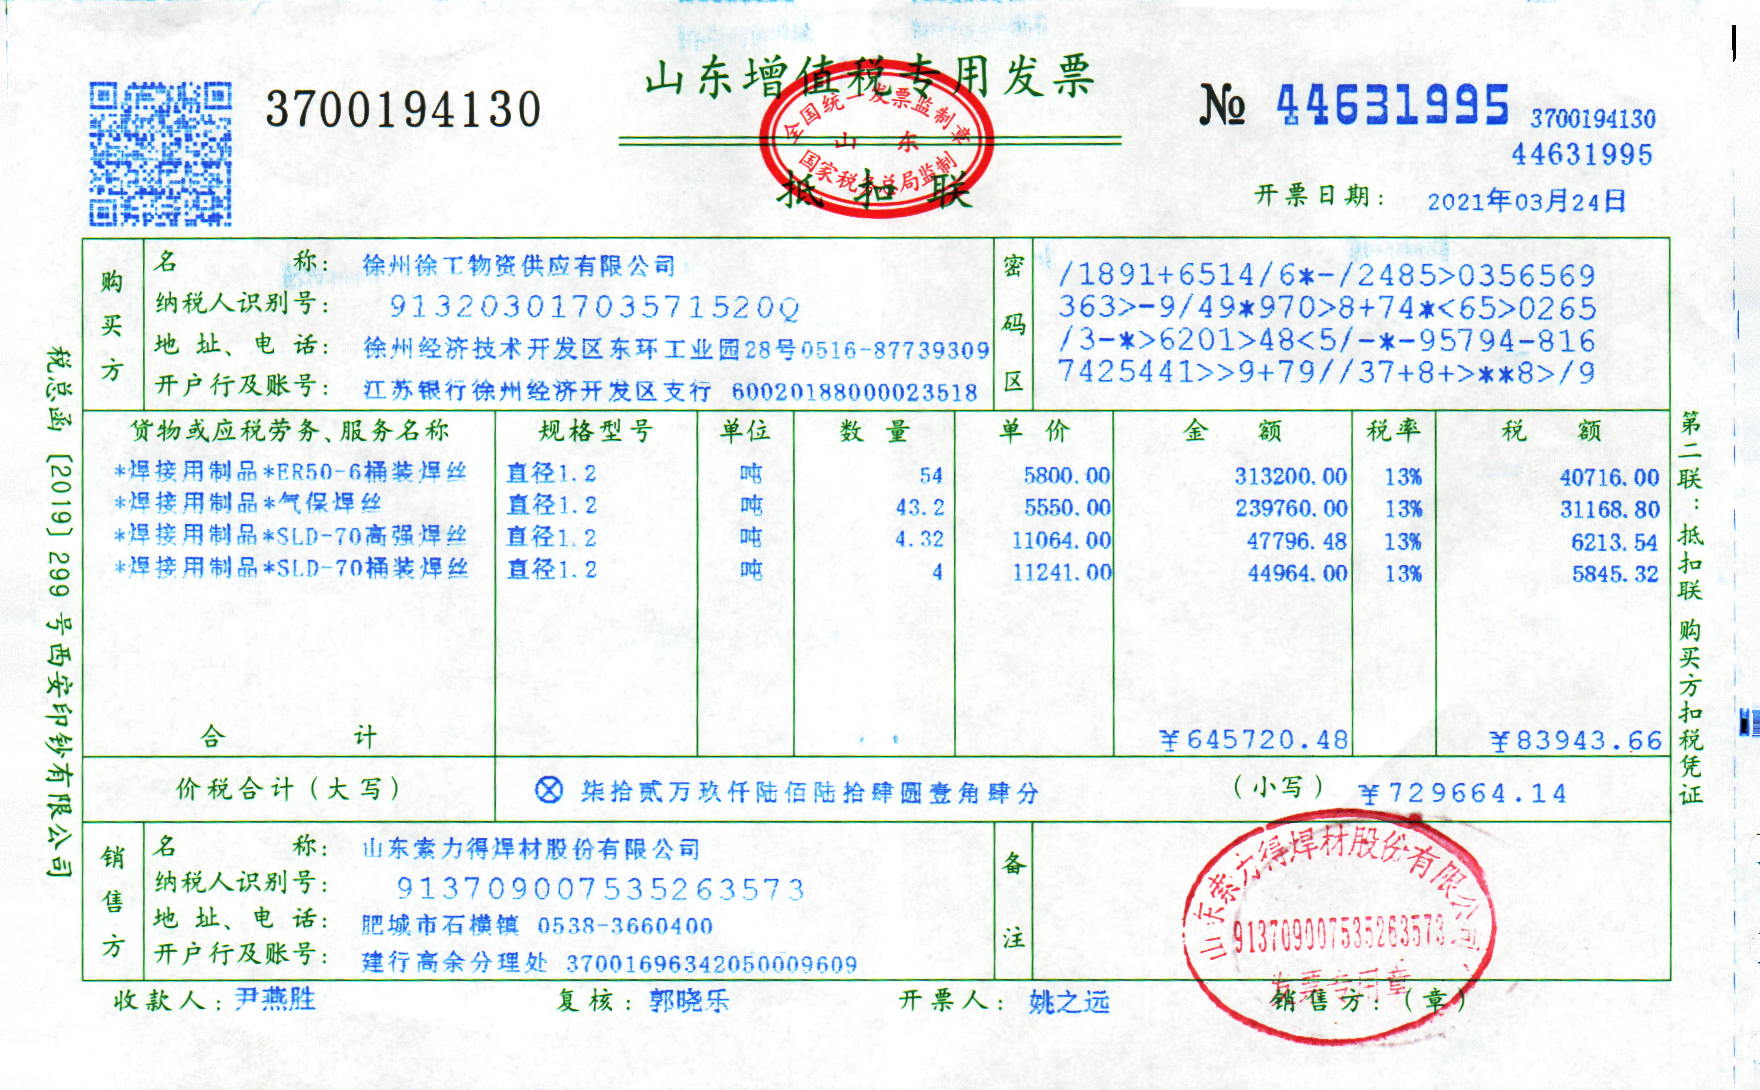 山东增值税专用发票
3700194130
№ 44631995
3700194130
44631995
全国统一发票监制章
山 东
国家税务总局监制
抵扣联
开票日期： 2021年03月24日
购买方
名 称： 徐州徐工物资供应有限公司
纳税人识别号： 91320301703571520Q
地 址、电 话： 徐州经济技术开发区东环工业园28号0516-87739309
开户行及账号： 江苏银行徐州经济开发区支行 60020188000023518
密码区
/1891+6514/6*-/2485>0356569
363>-9/49*970>8+74*<65>0265
/3-*>6201>48<5/-*-95794-816
7425441>>9+79//37+8+>**8>/9
货物或应税劳务、服务名称 规格型号 单位 数 量 单 价 金 额 税率 税 额
*焊接用制品*ER50-6桶装焊丝 直径1.2 吨 54 5800.00 313200.00 13% 40716.00
*焊接用制品*气保焊丝 直径1.2 吨 43.2 5550.00 239760.00 13% 31168.80
*焊接用制品*SLD-70高强焊丝 直径1.2 吨 4.32 11064.00 47796.48 13% 6213.54
*焊接用制品*SLD-70桶装焊丝 直径1.2 吨 4 11241.00 44964.00 13% 5845.32
合 计 ￥645720.48 ￥83943.66
价税合计（大写） ⊗ 柒拾贰万玖仟陆佰陆拾肆圆壹角肆分 （小写） ￥729664.14
销售方
名 称： 山东索力得焊材股份有限公司
纳税人识别号： 913709007535263573
地 址、电 话： 肥城市石横镇 0538-3660400
开户行及账号： 建行高余分理处 37001696342050009609
备注
山东索力得焊材股份有限公司
913709007535263573
发票专用章
收款人：尹燕胜 复核：郭晓乐 开票人：姚之远 销售方：（章）
税总函〔2019〕299号西安印钞有限公司
第二联：抵扣联 购买方扣税凭证